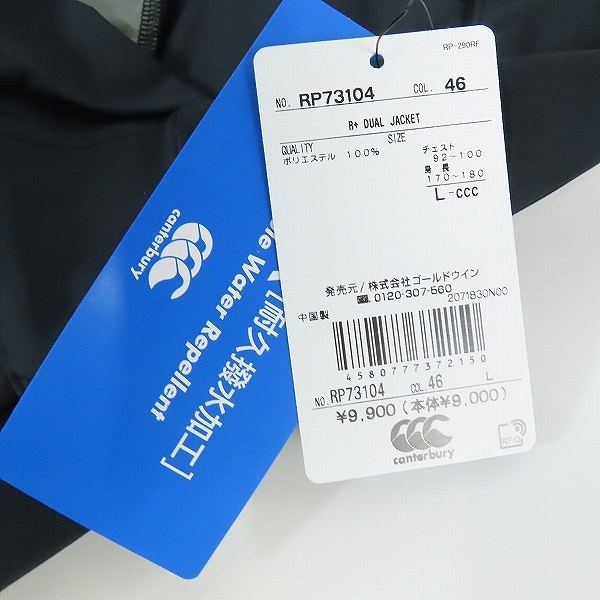 RP-290RF
NO. RP73104 COL. 46
R+ DUAL JACKET
QUALITY SIZE
ポリエステル 100% チェスト
92~100
身長
170~180
L-CCC
発売元/株式会社ゴールドウイン
0120-307-560
2071830N00
中国製
4580777372150
NO. RP73104 COL. 46 L
¥9,900(本体¥9,000)
canterbury
RFID
canterbury
【耐久撥水加工】
ble Water Repellent